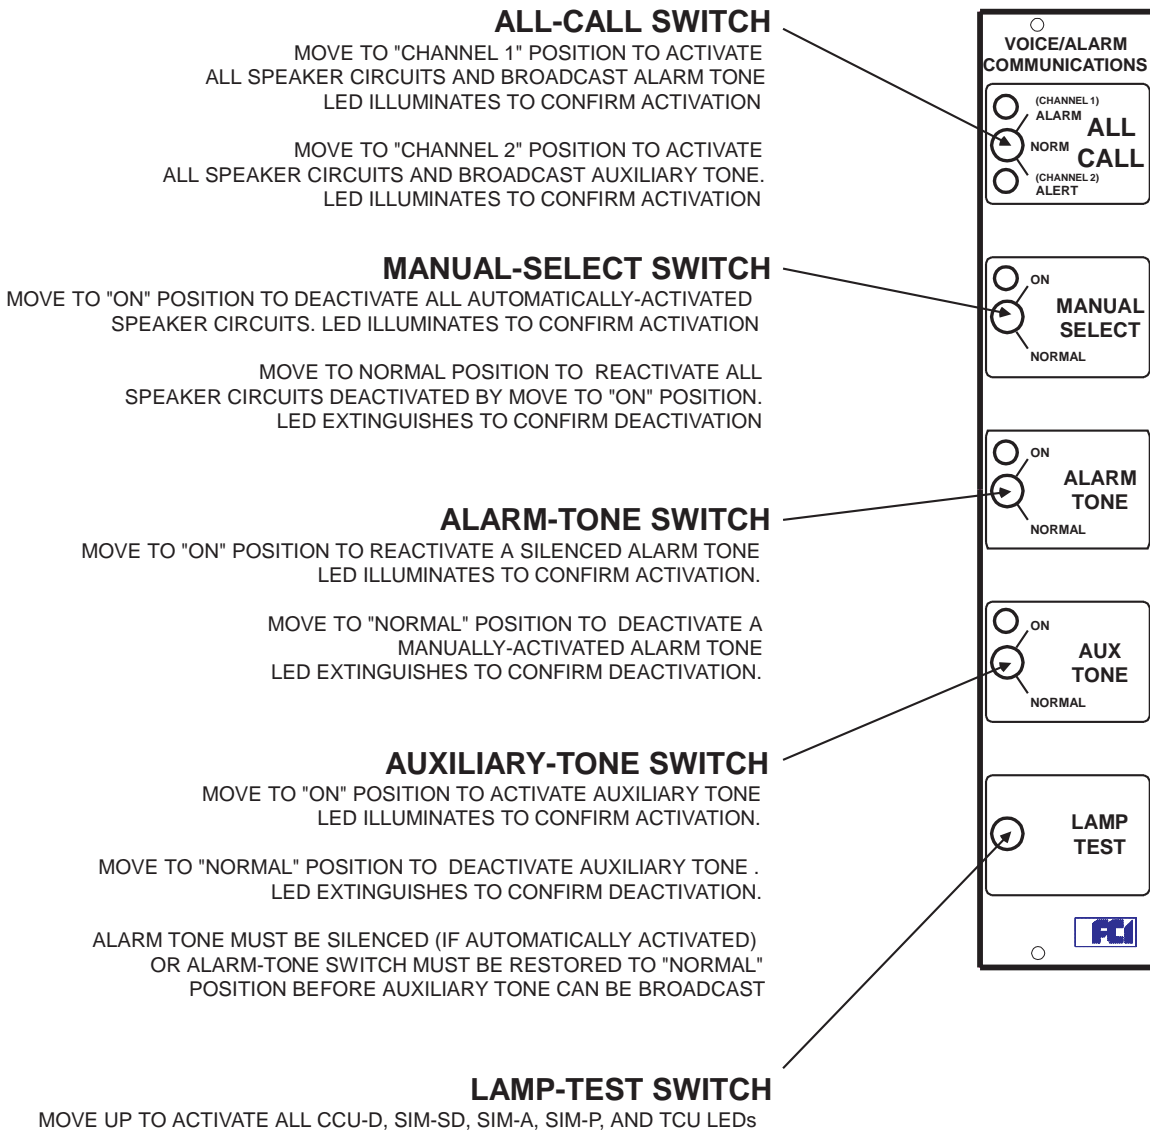 ALL-CALL SWITCH
MOVE TO "CHANNEL 1" POSITION TO ACTIVATE
ALL SPEAKER CIRCUITS AND BROADCAST ALARM TONE
LED ILLUMINATES TO CONFIRM ACTIVATION
MOVE TO "CHANNEL 2" POSITION TO ACTIVATE
ALL SPEAKER CIRCUITS AND BROADCAST AUXILIARY TONE.
LED ILLUMINATES TO CONFIRM ACTIVATION
MANUAL-SELECT SWITCH
MOVE TO "ON" POSITION TO DEACTIVATE ALL AUTOMATICALLY-ACTIVATED
SPEAKER CIRCUITS. LED ILLUMINATES TO CONFIRM ACTIVATION
MOVE TO NORMAL POSITION TO REACTIVATE ALL
SPEAKER CIRCUITS DEACTIVATED BY MOVE TO "ON" POSITION.
LED EXTINGUISHES TO CONFIRM DEACTIVATION
ALARM-TONE SWITCH
MOVE TO "ON" POSITION TO REACTIVATE A SILENCED ALARM TONE
LED ILLUMINATES TO CONFIRM ACTIVATION.
MOVE TO "NORMAL" POSITION TO DEACTIVATE A
MANUALLY-ACTIVATED ALARM TONE
LED EXTINGUISHES TO CONFIRM DEACTIVATION.
AUXILIARY-TONE SWITCH
MOVE TO "ON" POSITION TO ACTIVATE AUXILIARY TONE
LED ILLUMINATES TO CONFIRM ACTIVATION.
MOVE TO "NORMAL" POSITION TO DEACTIVATE AUXILIARY TONE .
LED EXTINGUISHES TO CONFIRM DEACTIVATION.
ALARM TONE MUST BE SILENCED (IF AUTOMATICALLY ACTIVATED)
OR ALARM-TONE SWITCH MUST BE RESTORED TO "NORMAL"
POSITION BEFORE AUXILIARY TONE CAN BE BROADCAST
LAMP-TEST SWITCH
MOVE UP TO ACTIVATE ALL CCU-D, SIM-SD, SIM-A, SIM-P, AND TCU LEDs
VOICE/ALARM
COMMUNICATIONS
(CHANNEL 1)
ALARM
NORM
(CHANNEL 2)
ALERT
ALL
CALL
ON
MANUAL
SELECT
NORMAL
ON
ALARM
TONE
NORMAL
ON
AUX
TONE
NORMAL
LAMP
TEST
FCI